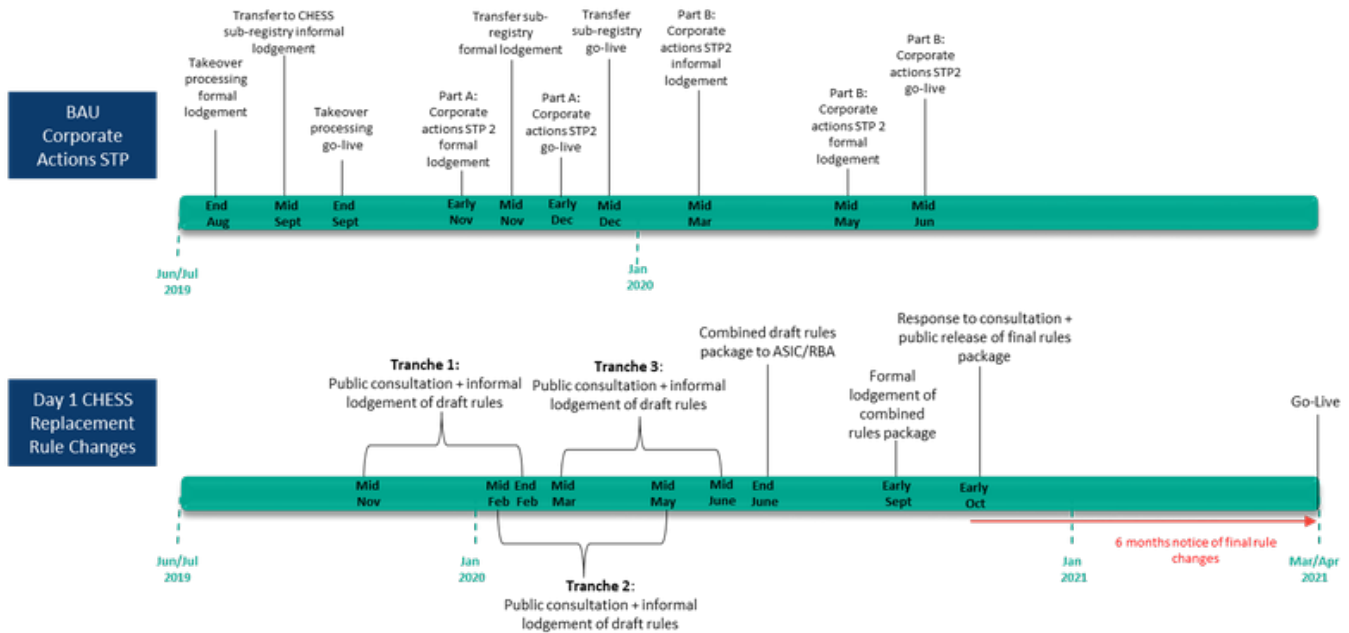 BAU
Corporate
Actions STP
Takeover
processing
formal
lodgement
Transfer to CHESS
sub-registry informal
lodgement
Takeover
processing
go-live
Part A:
Corporate
actions STP 2
formal
lodgement
Transfer sub-
registry
formal lodgement
Part A:
Corporate
actions STP2
go-live
Transfer
sub-registry
go-live
Part B:
Corporate
actions STP2
informal
lodgement
Part B:
Corporate
actions STP 2
formal
lodgement
Part B:
Corporate
actions STP2
go-live
End
Aug
Mid
Sept
End
Sept
Early
Nov
Mid
Nov
Early
Dec
Mid
Dec
Mid
Mar
Mid
May
Mid
Jun
Jun/Jul
2019
Jan
2020
Day 1 CHESS
Replacement
Rule Changes
Tranche 1:
Public consultation + informal
lodgement of draft rules
Tranche 3:
Public consultation + informal
lodgement of draft rules
Combined draft rules
package to ASIC/RBA
Formal
lodgement of
combined
rules package
Response to consultation +
public release of final rules
package
Go-Live
Mid
Nov
Mid
Feb
End
Feb
Mid
Mar
Mid
May
Mid
June
End
June
Early
Sept
Early
Oct
6 months notice of final rule
changes
Jun/Jul
2019
Jan
2020
Jan
2021
Mar/Apr
2021
Tranche 2:
Public consultation + informal
lodgement of draft rules